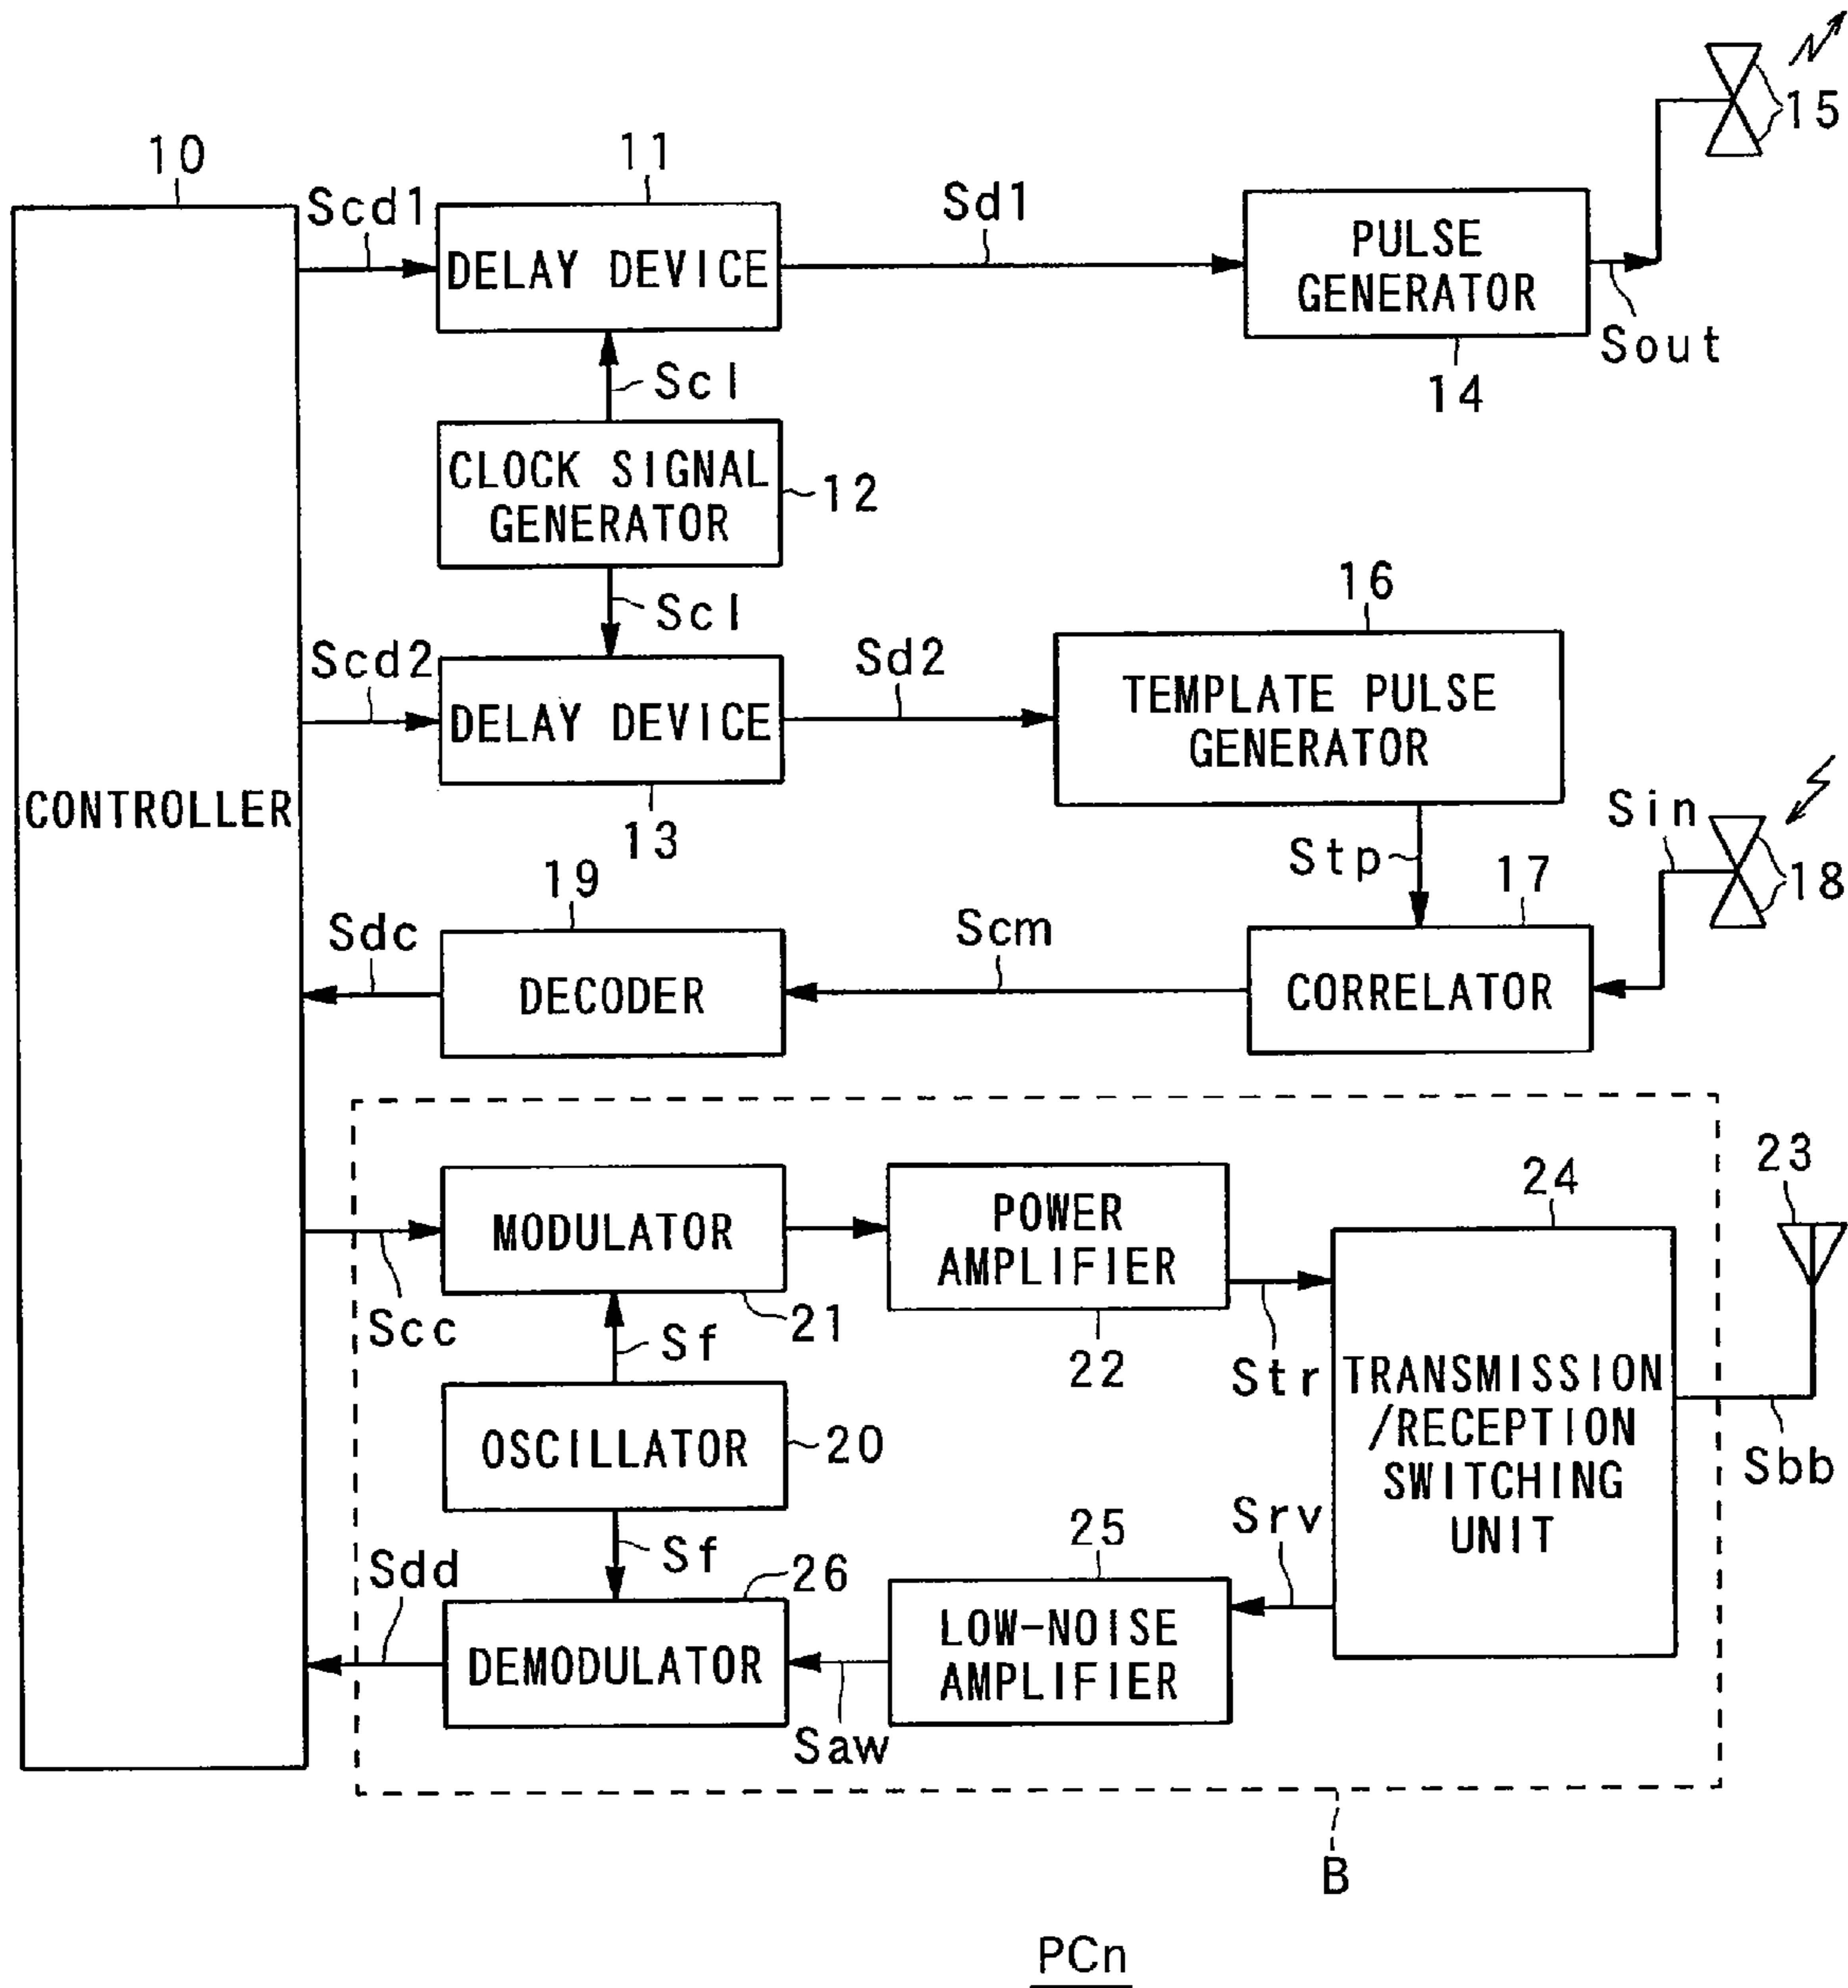 10
Scd1
11
DELAY DEVICE
Sd1
PULSE
GENERATOR
14
Sout
15
Scl
CLOCK SIGNAL
GENERATOR
12
Scl
Scd2
DELAY DEVICE
13
Sd2
16
TEMPLATE PULSE
GENERATOR
CONTROLLER
Stp
Sin
18
17
CORRELATOR
Scm
19
DECODER
Sdc
MODULATOR
21
Scc
POWER
AMPLIFIER
22
Str
24
TRANSMISSION
/RECEPTION
SWITCHING
UNIT
23
Sbb
Sf
OSCILLATOR
20
Sf
Srv
25
LOW-NOISE
AMPLIFIER
Saw
26
DEMODULATOR
Sdd
B
PCn